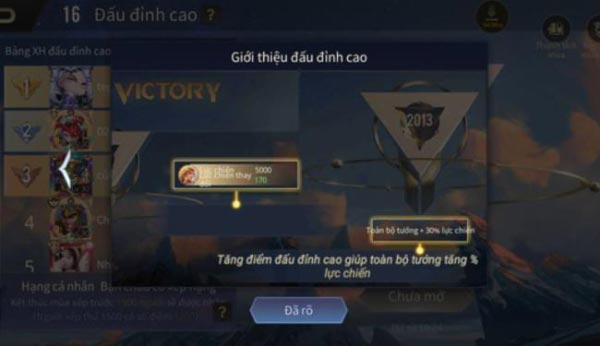 16 Đấu đỉnh cao ?
Bảng XH đấu đỉnh cao
Giới thiệu đấu đỉnh cao
1
VICTORY
2013
2
02
3
Lực chiến 5000
Lực chiến thay đổi 170
4
Toàn bộ tướng + 30% lực chiến
5
Tăng điểm đấu đỉnh cao giúp toàn bộ tướng tăng %
lực chiến
Hạng cá nhân
Đã rõ
Chưa mở
?